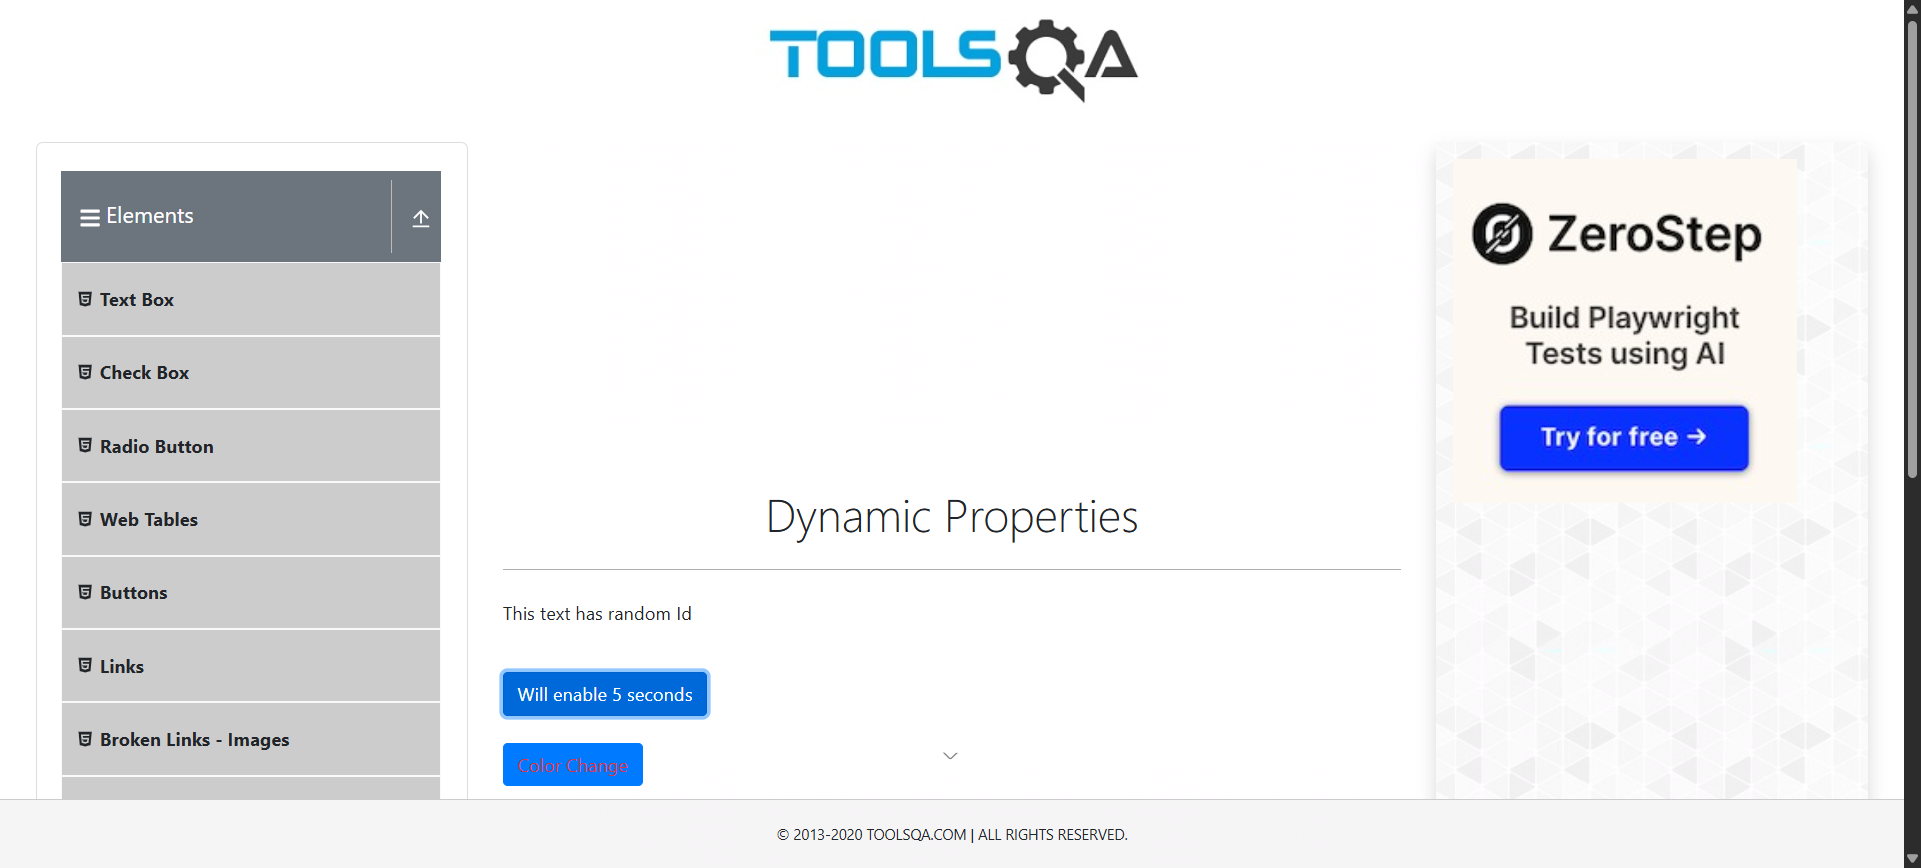 TOOLSQA
Elements
Text Box
Check Box
Radio Button
Web Tables
Buttons
Links
Broken Links - Images
Dynamic Properties
This text has random Id
Will enable 5 seconds
Color Change
ZeroStep
Build Playwright
Tests using AI
Try for free →
© 2013-2020 TOOLSQA.COM | ALL RIGHTS RESERVED.